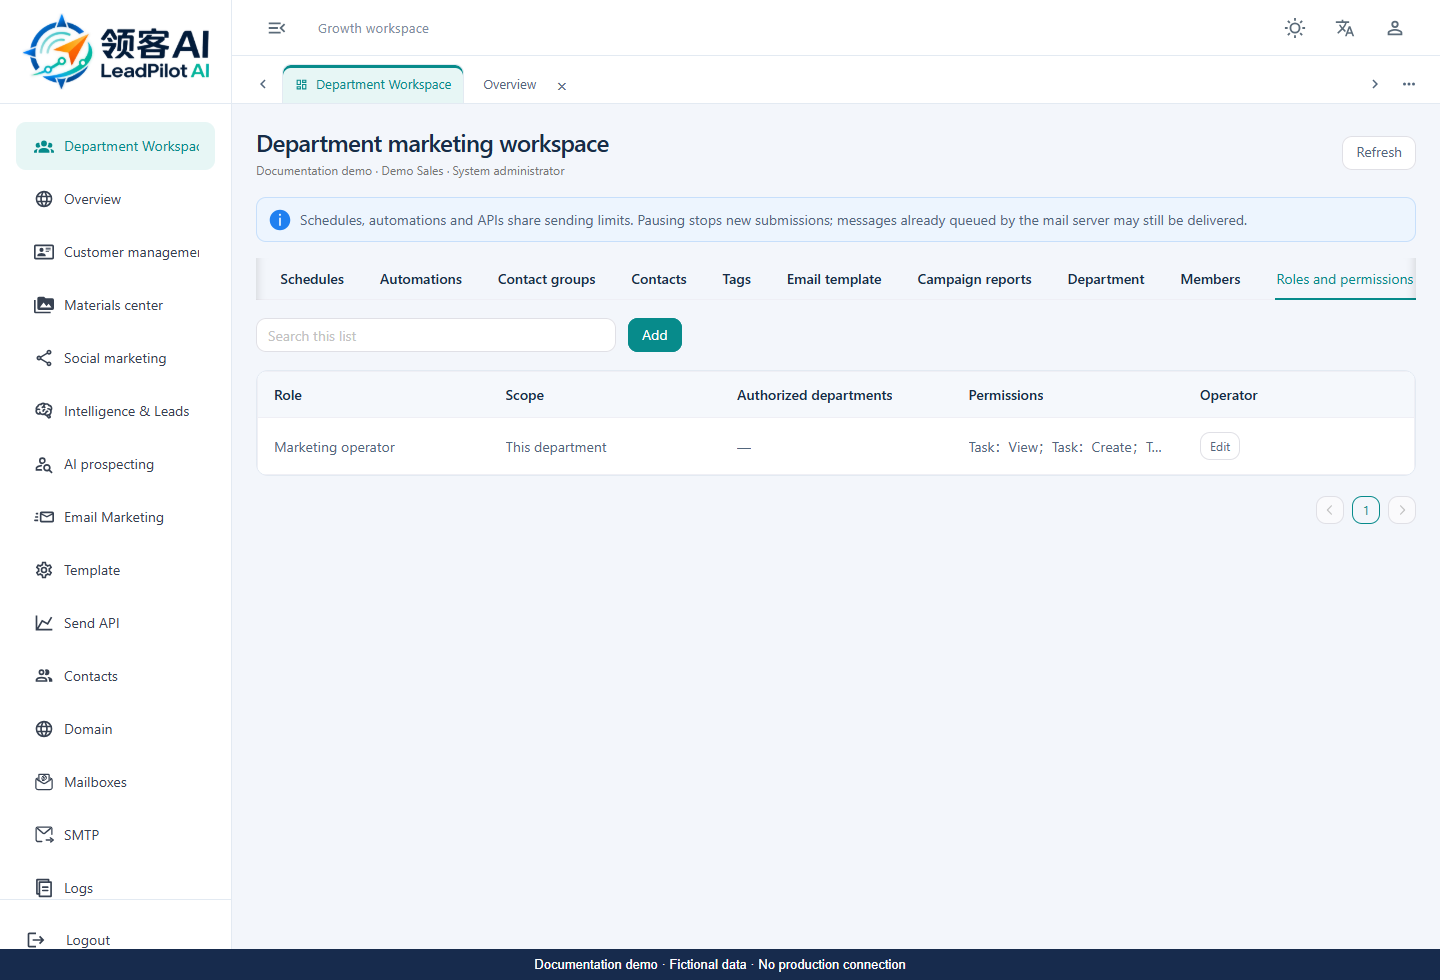 领客AI
LeadPilot AI
Growth workspace
Department Workspace
Overview
Department Workspac
Overview
Customer managemen
Materials center
Social marketing
Intelligence & Leads
AI prospecting
Email Marketing
Template
Send API
Contacts
Domain
Mailboxes
SMTP
Logs
Logout
Department marketing workspace
Documentation demo · Demo Sales · System administrator
Refresh
Schedules, automations and APIs share sending limits. Pausing stops new submissions; messages already queued by the mail server may still be delivered.
Schedules Automations Contact groups Contacts Tags Email template Campaign reports Department Members Roles and permissions
Search this list
Add
Role Scope Authorized departments Permissions Operator
Marketing operator This department — Task：View；Task：Create；T... Edit
1
Documentation demo · Fictional data · No production connection